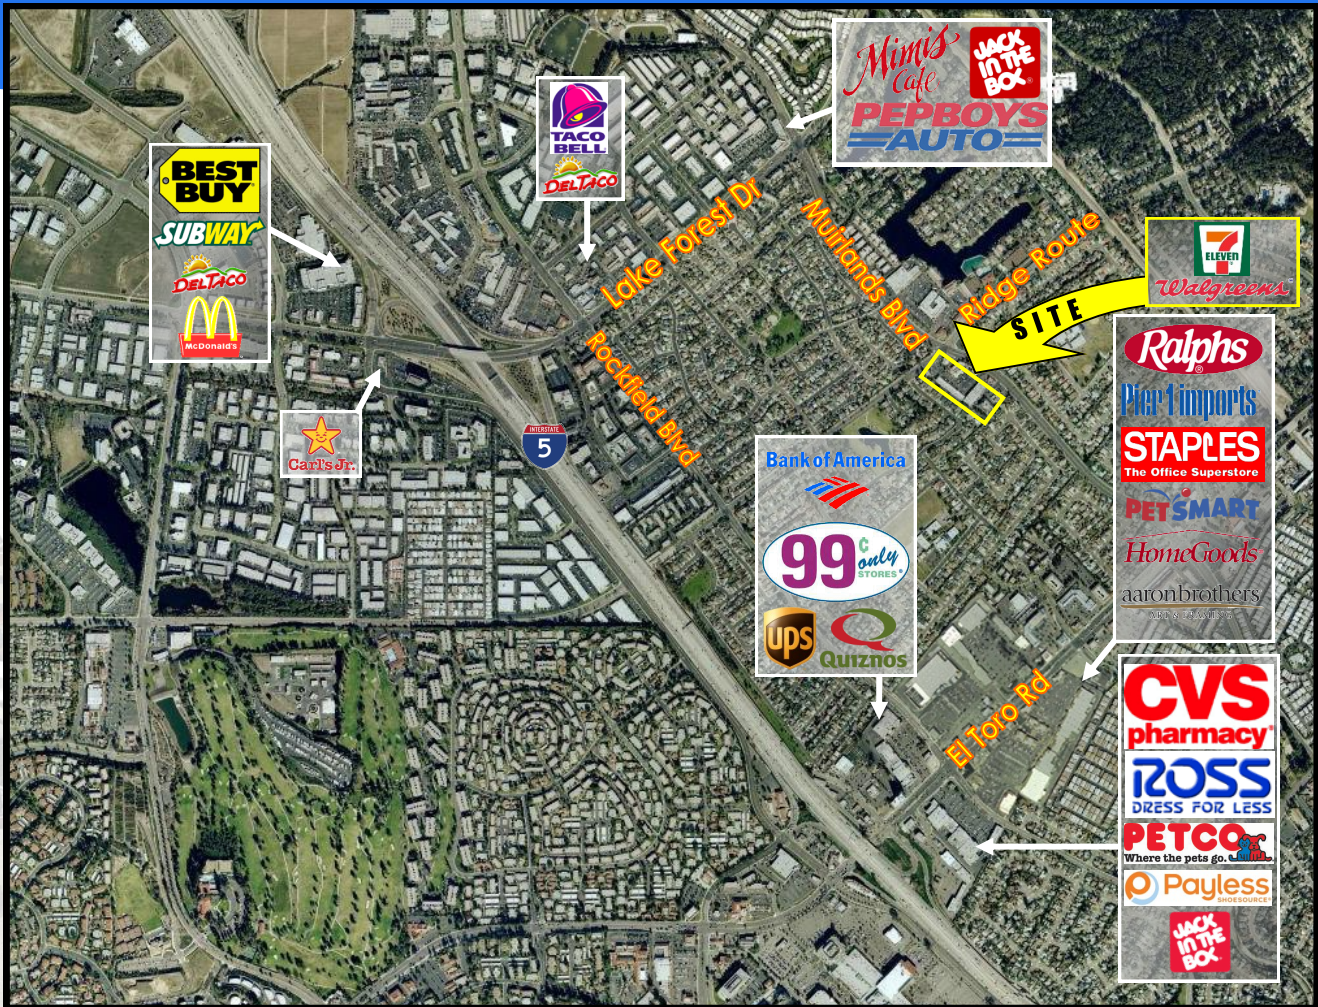 Mimis
Cafe
JACK
IN THE
BOX
PEPBOYS
AUTO
TACO
BELL
DEL TACO
BEST
BUY
SUBWAY
DEL TACO
McDonald's
Lake Forest Dr
Muirlands Blvd
Ridge Route
7
ELEVEN
Walgreens
SITE
Rockfield Blvd
Carl's Jr.
INTERSTATE
5
Ralphs
Pier 1 imports
STAPLES
The Office Superstore
PETSMART
HomeGoods
aaronbrothers
ART & FRAMING
Bank of America
99¢ only
STORES
ups
Quiznos
El Toro Rd
CVS
pharmacy
ROSS
DRESS FOR LESS
PETCO
Where the pets go.
Payless
SHOESOURCE
JACK
IN THE
BOX